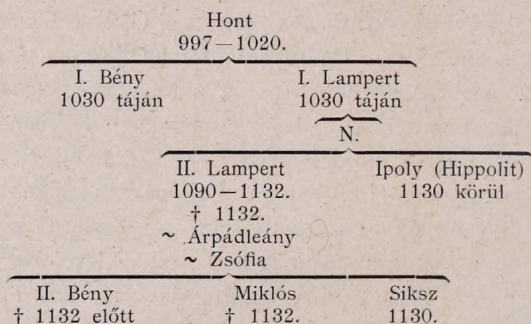 Hont
997—1020.
I. Bény I. Lampert
1030 táján 1030 táján
N.
II. Lampert Ipoly (Hippolit)
1090—1132. 1130 körül
† 1132.
~ Árpádleány
~ Zsófia
II. Bény Miklós Siksz
† 1132 előtt † 1132. 1130.